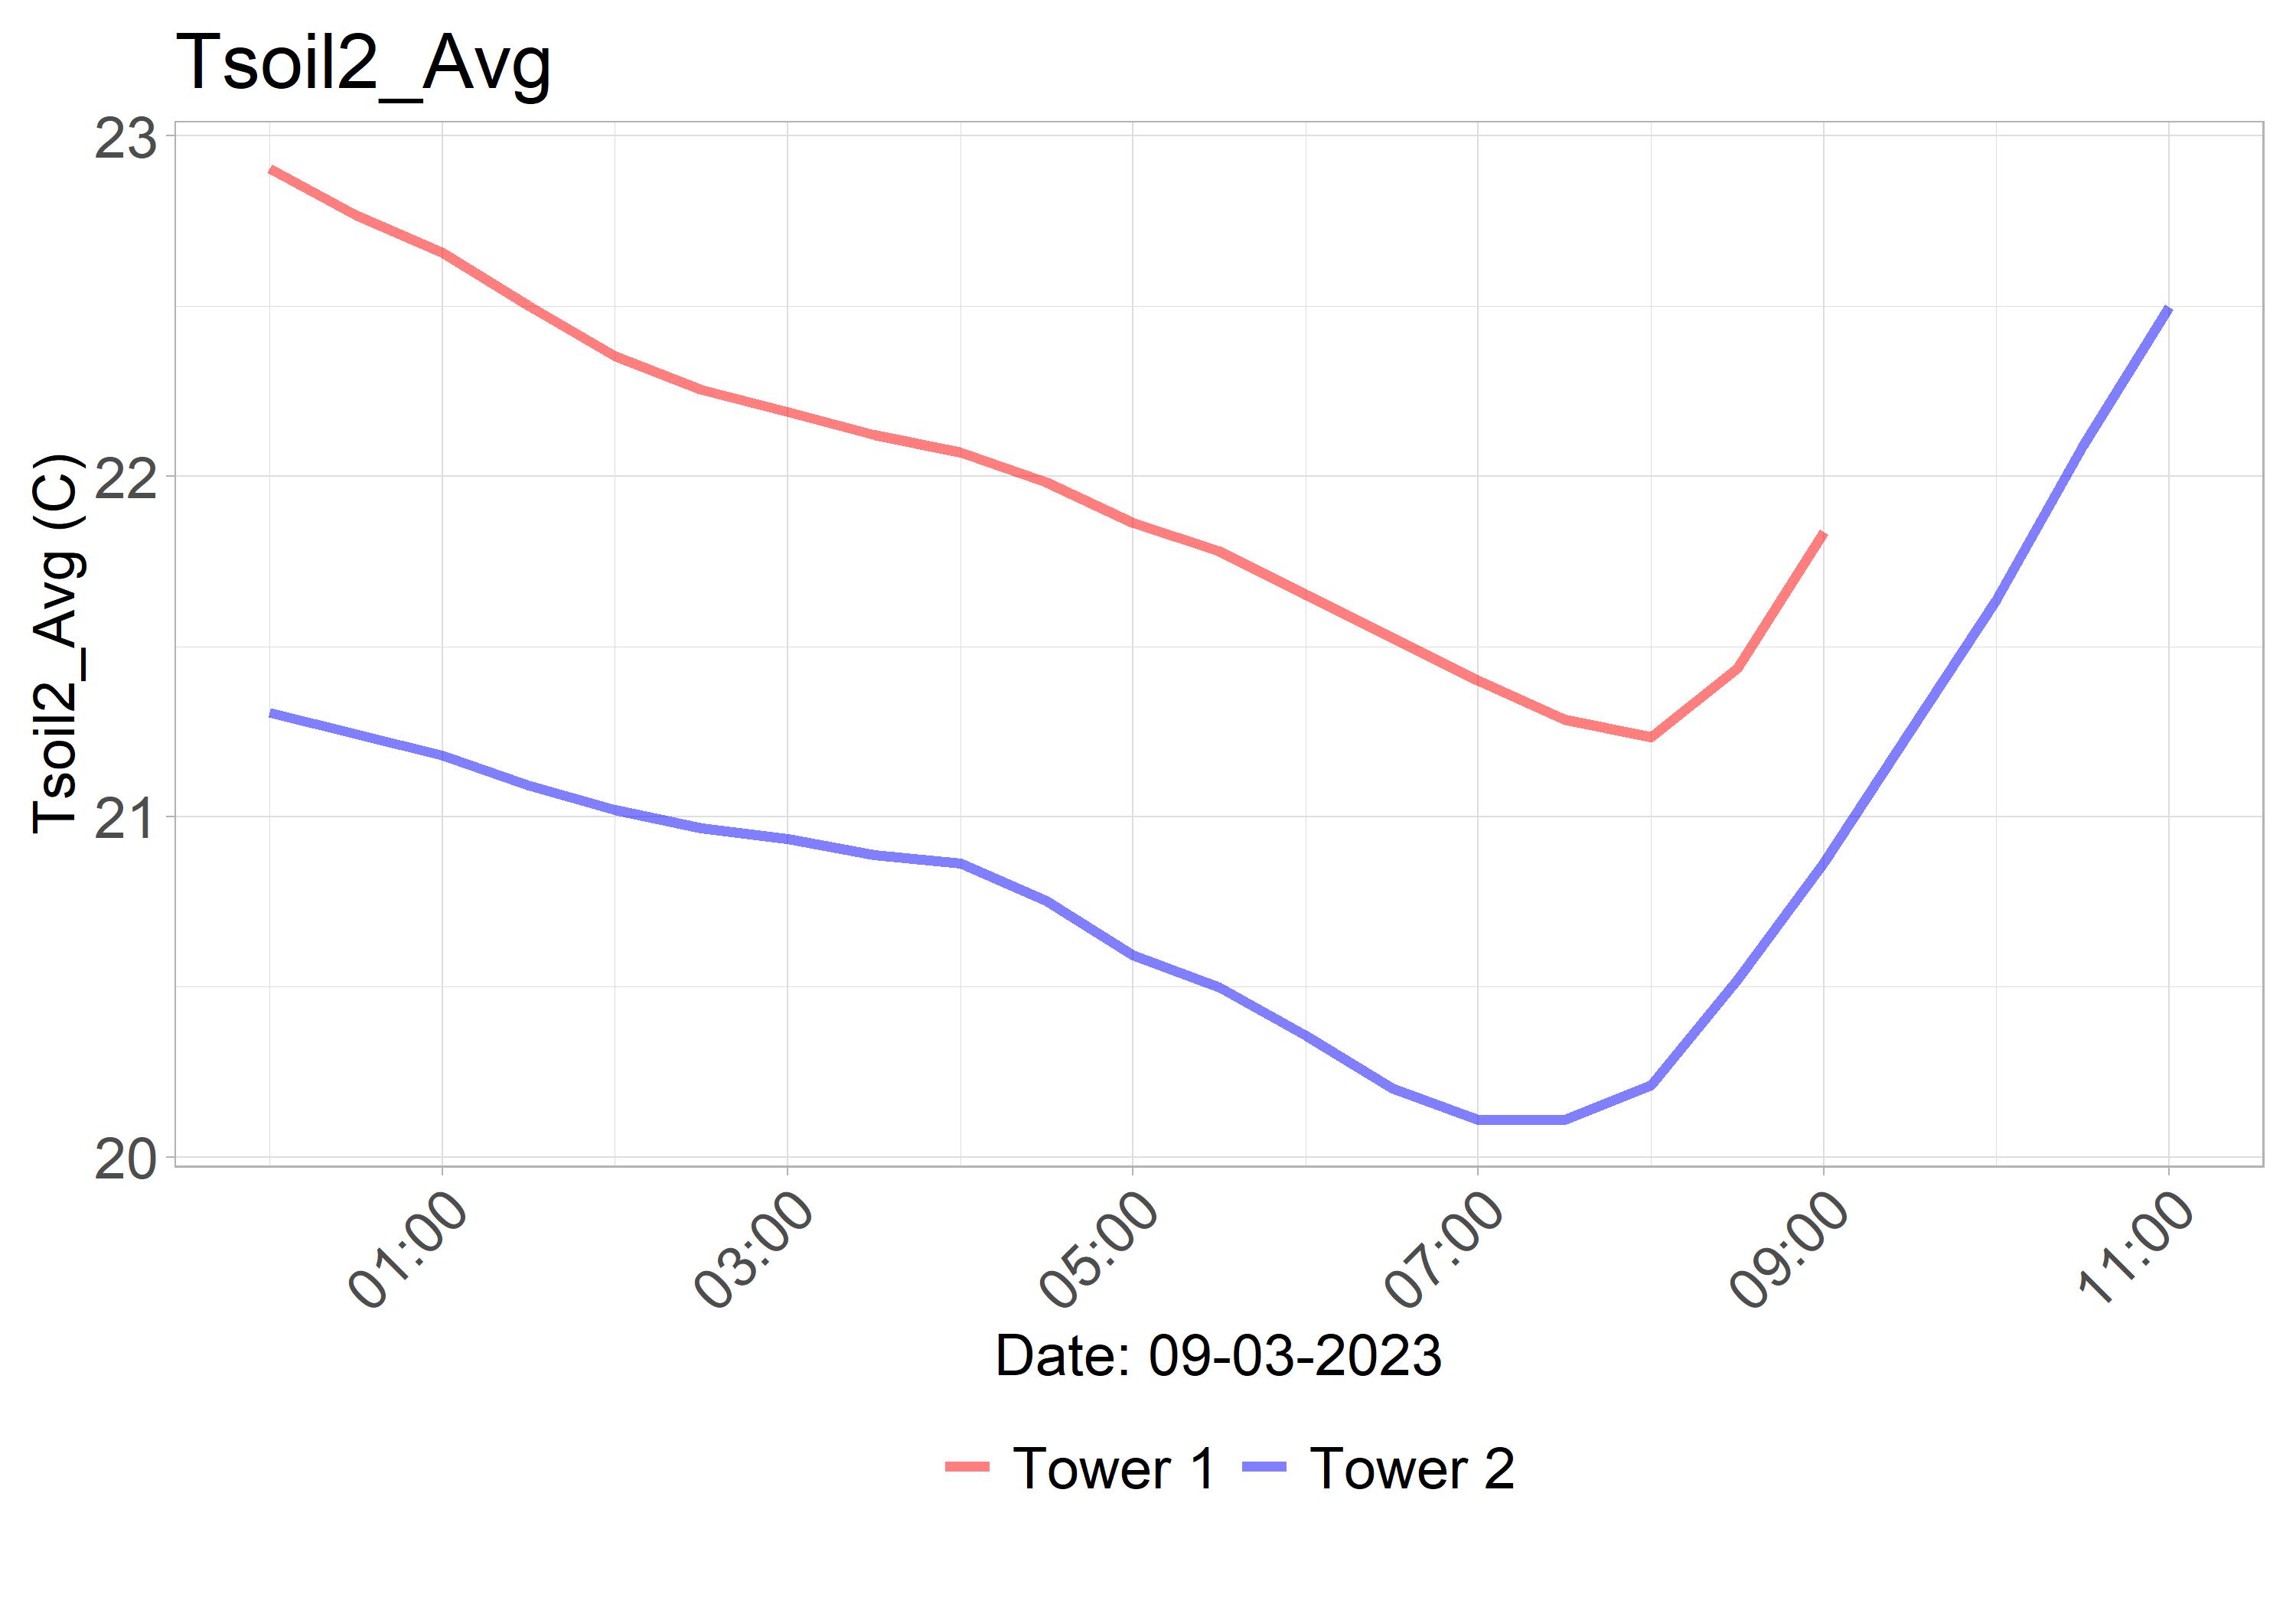 Tsoil2_Avg
Tsoil2_Avg (C)
23
22
21
20
01:00 03:00 05:00 07:00 09:00 11:00
Date: 09-03-2023
Tower 1 Tower 2